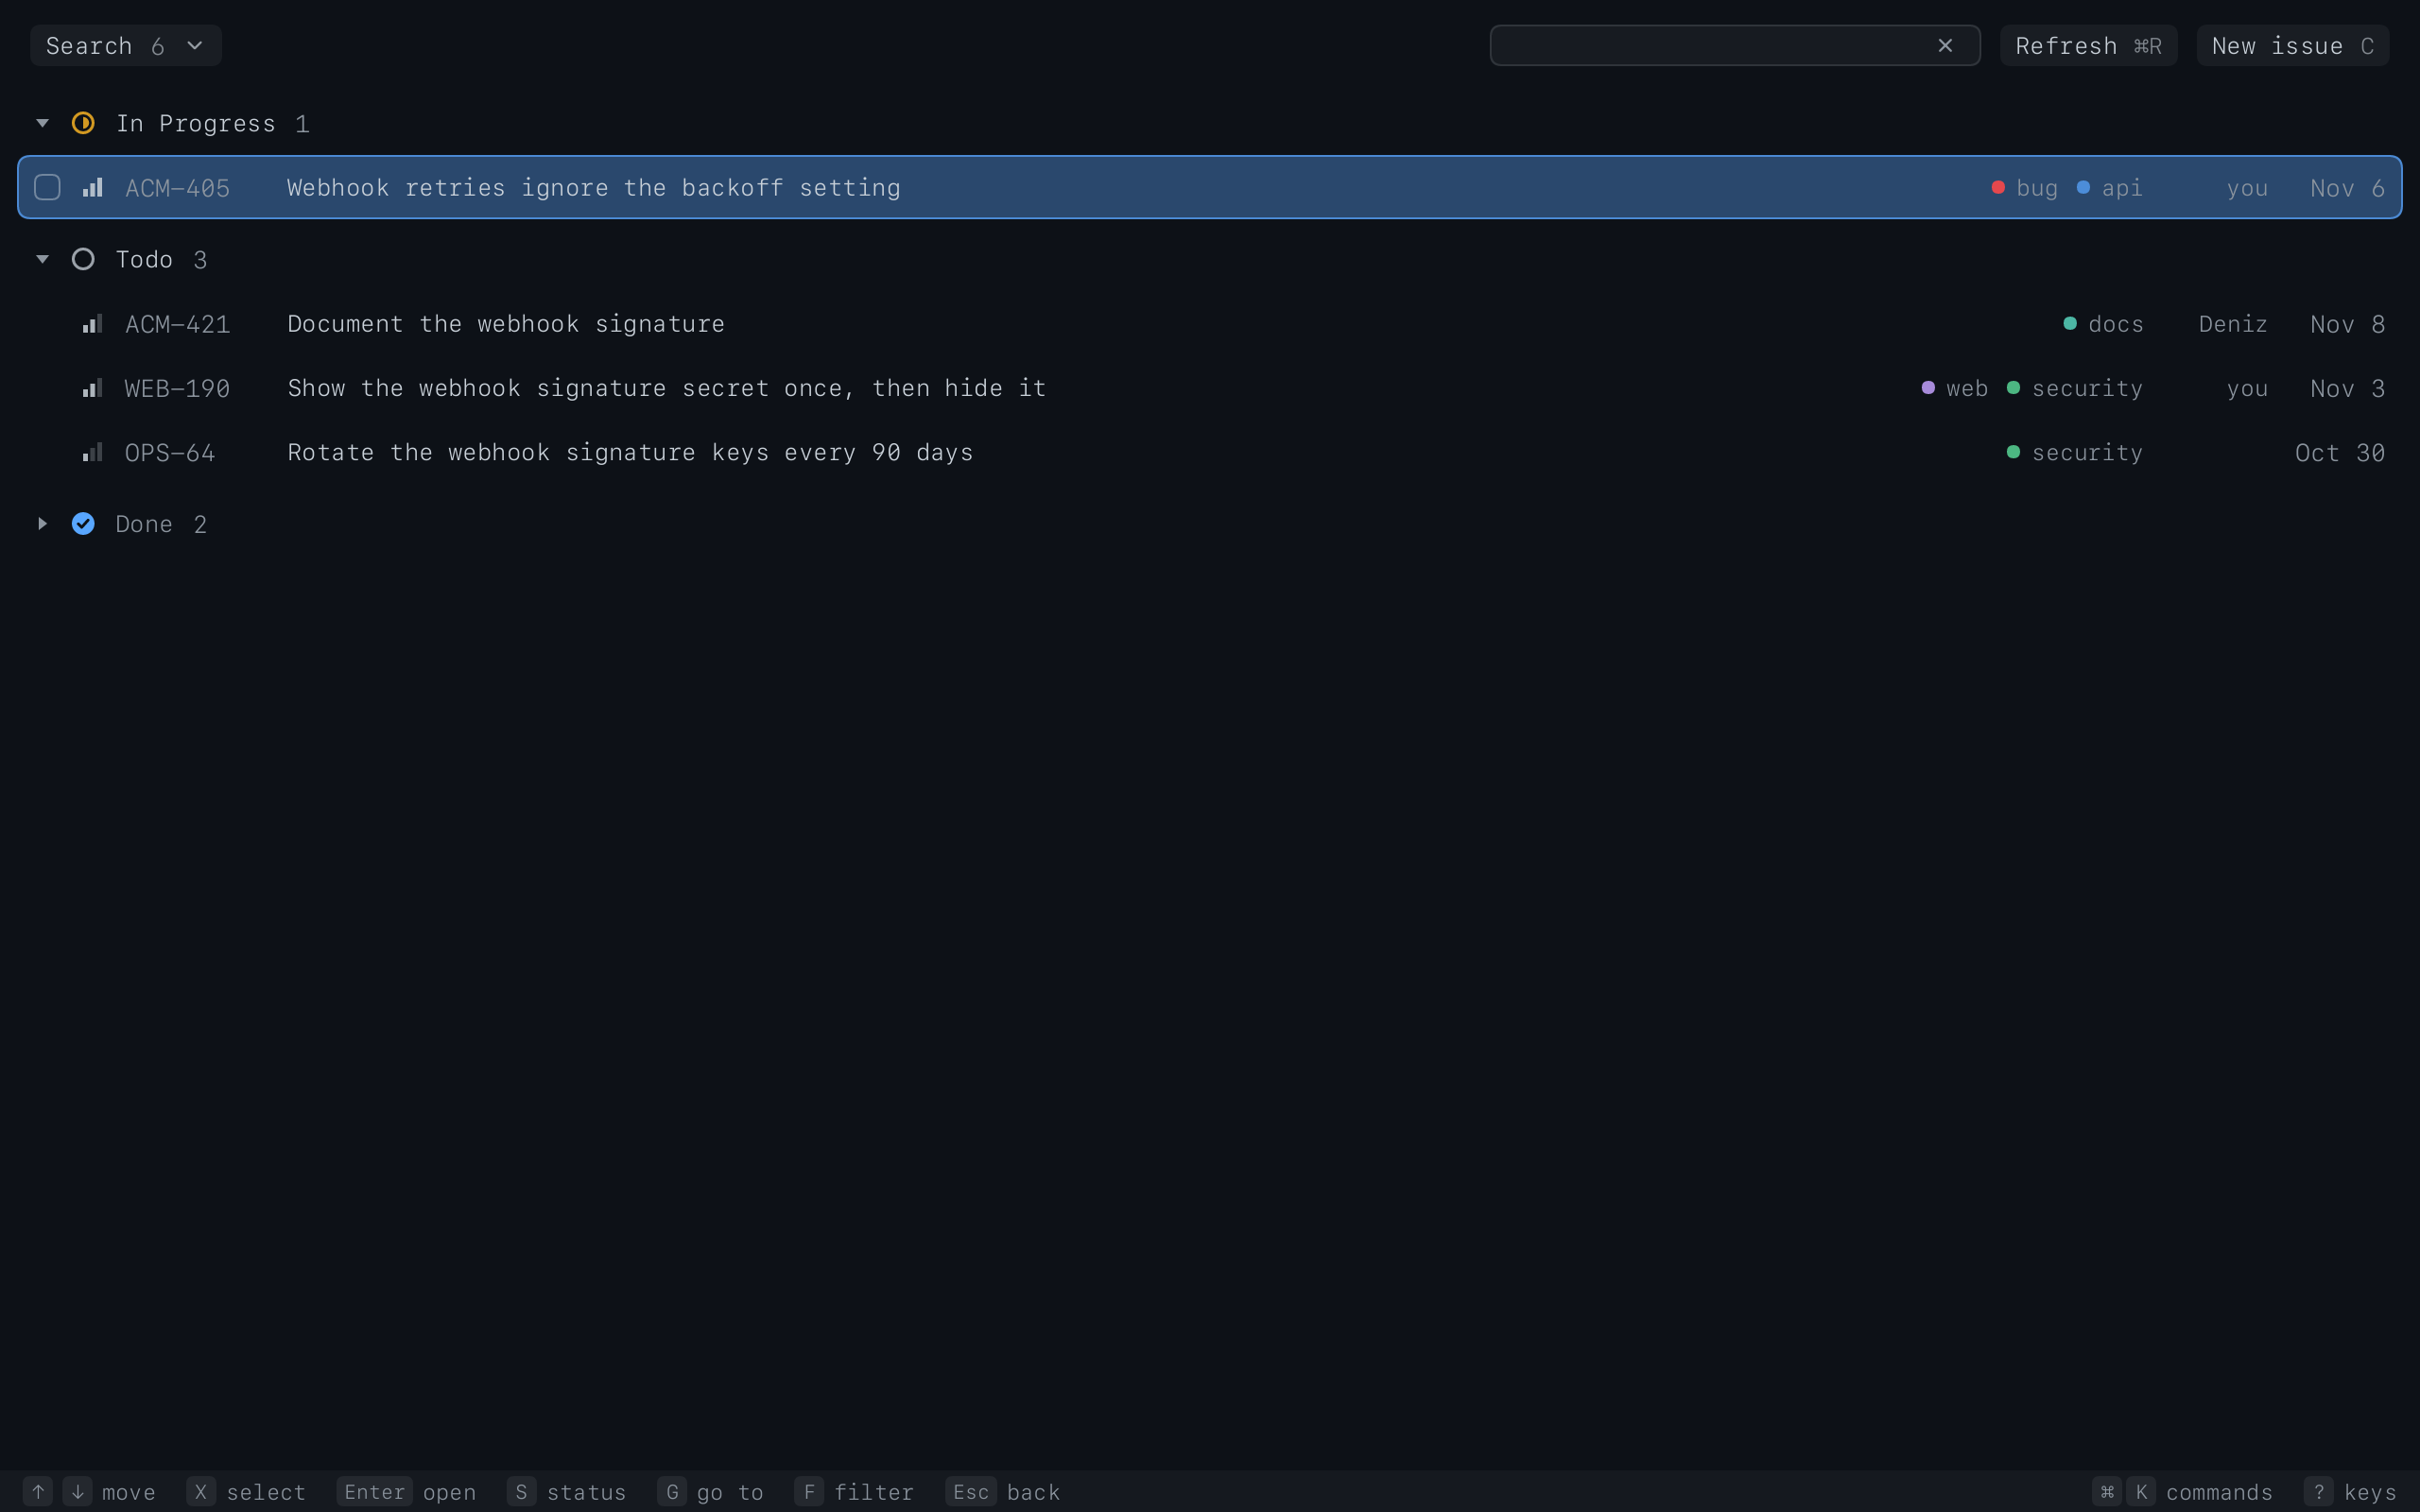 Search 6 Refresh ⌘R New issue C
In Progress 1
ACM-405 Webhook retries ignore the backoff setting bug api you Nov 6
Todo 3
ACM-421 Document the webhook signature docs Deniz Nov 8
WEB-190 Show the webhook signature secret once, then hide it web security you Nov 3
OPS-64 Rotate the webhook signature keys every 90 days security Oct 30
Done 2
↑ ↓ move X select Enter open S status G go to F filter Esc back ⌘ K commands ? keys